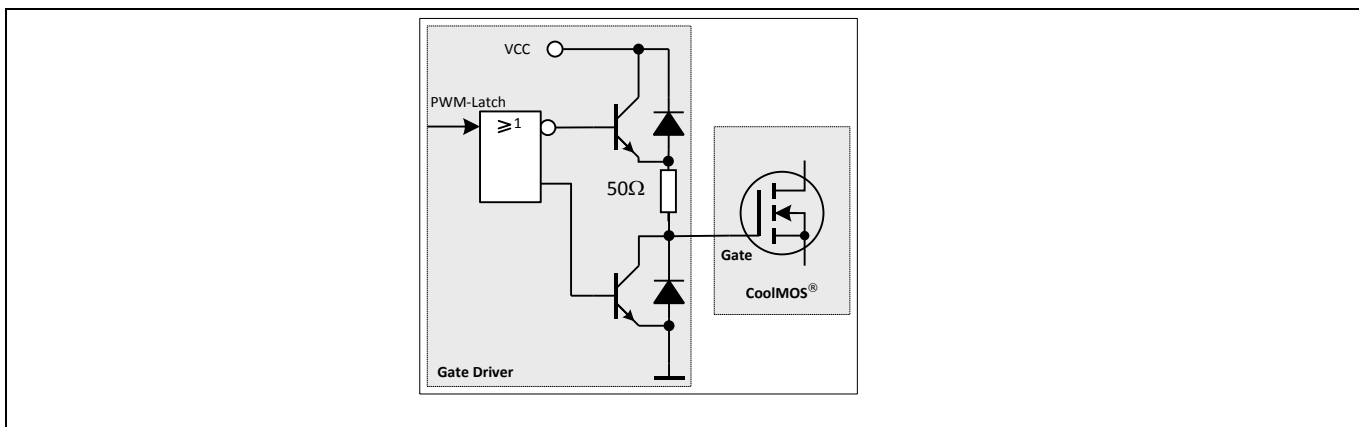 VCC
PWM-Latch
⩾1
50Ω
Gate
CoolMOS®
Gate Driver